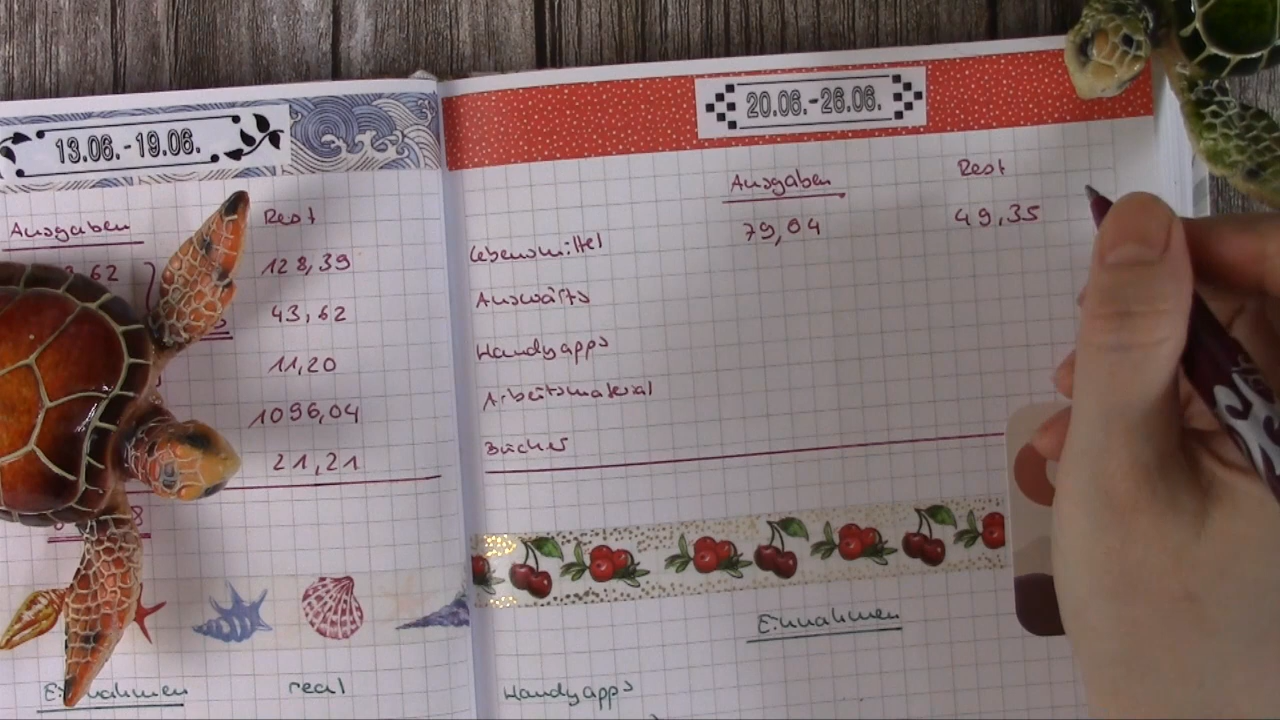 13.06.-19.06.
Ausgaben Rest
128,39
43,62
11,20
1096,04
21,21
Einnahmen real
20.06.-26.06.
Ausgaben Rest
Lebensmittel 79,04 49,35
Auswärts
Handyapps
Arbeitsmaterial
Bücher
Einnahmen
Handyapps